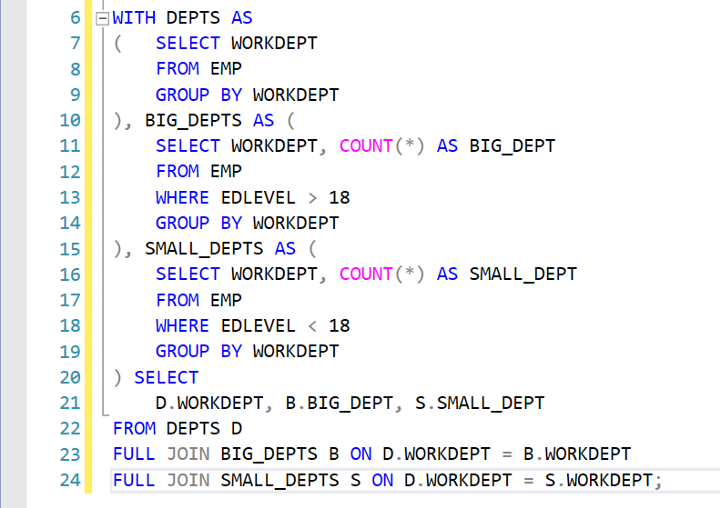 6 WITH DEPTS AS
7 (   SELECT WORKDEPT
8     FROM EMP
9     GROUP BY WORKDEPT
10 ), BIG_DEPTS AS (
11     SELECT WORKDEPT, COUNT(*) AS BIG_DEPT
12     FROM EMP
13     WHERE EDLEVEL > 18
14     GROUP BY WORKDEPT
15 ), SMALL_DEPTS AS (
16     SELECT WORKDEPT, COUNT(*) AS SMALL_DEPT
17     FROM EMP
18     WHERE EDLEVEL < 18
19     GROUP BY WORKDEPT
20 ) SELECT
21     D.WORKDEPT, B.BIG_DEPT, S.SMALL_DEPT
22 FROM DEPTS D
23 FULL JOIN BIG_DEPTS B ON D.WORKDEPT = B.WORKDEPT
24 FULL JOIN SMALL_DEPTS S ON D.WORKDEPT = S.WORKDEPT;